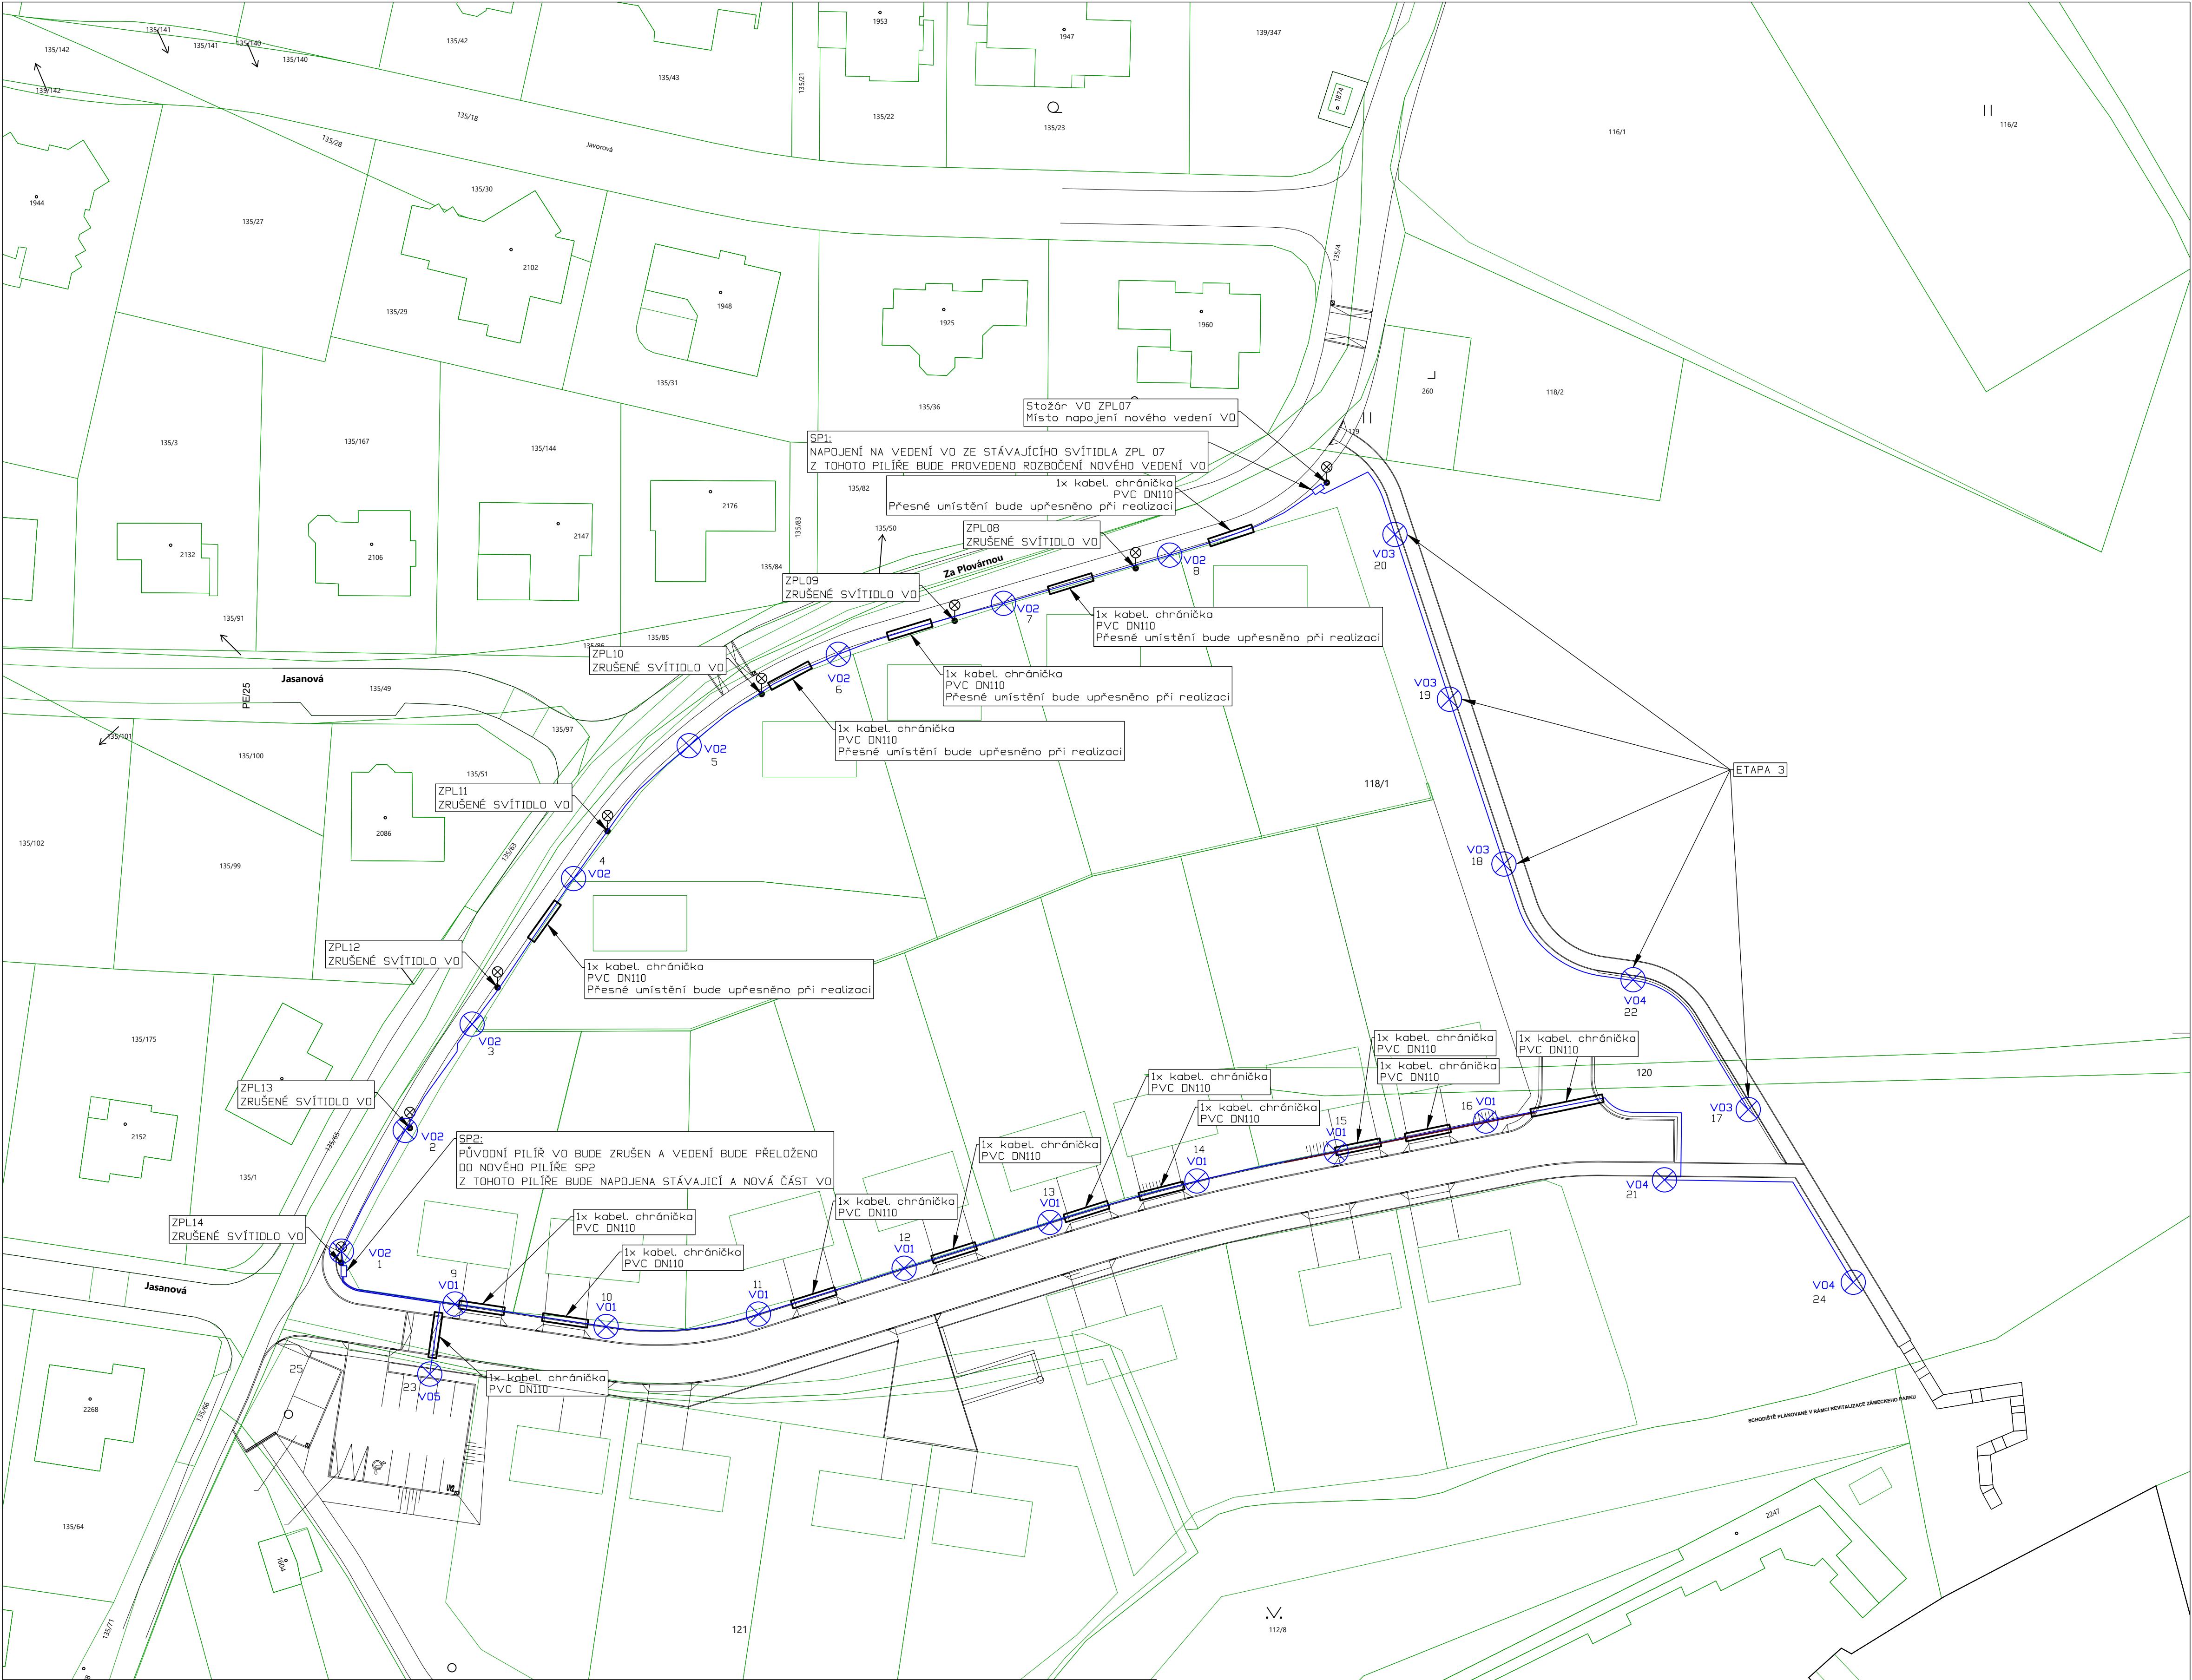 135/142
135/141
135/141
135/140
135/140
139/142
135/42
135/43
135/21
1953
135/22
1947
135/23
139/347
1874
116/1
116/2
135/18
Javorová
135/28
135/30
1944
135/27
2102
135/29
1948
135/31
1925
135/36
1960
135/4
260
118/2
119
Stožár VO ZPL07
Místo napojení nového vedení VO
SP1:
NAPOJENÍ NA VEDENÍ VO ZE STÁVAJÍCÍHO SVÍTIDLA ZPL 07
Z TOHOTO PILÍŘE BUDE PROVEDENO ROZBOČENÍ NOVÉHO VEDENÍ VO
1x kabel. chránička
PVC DN110
Přesné umístění bude upřesněno při realizaci
ZPL08
ZRUŠENÉ SVÍTIDLO VO
Za Plovárnou
ZPL09
ZRUŠENÉ SVÍTIDLO VO
135/3
135/167
135/144
135/82
135/83
135/50
135/84
2176
2147
2106
2132
135/91
135/85
135/86
ZPL10
ZRUŠENÉ SVÍTIDLO VO
V02
8
V02
7
V02
6
V02
5
1x kabel. chránička
PVC DN110
Přesné umístění bude upřesněno při realizaci
1x kabel. chránička
PVC DN110
Přesné umístění bude upřesněno při realizaci
1x kabel. chránička
PVC DN110
Přesné umístění bude upřesněno při realizaci
V03
20
V03
19
V03
18
ETAPA 3
118/1
Jasanová
PE/25
135/49
135/101
135/100
135/97
135/51
ZPL11
ZRUŠENÉ SVÍTIDLO VO
2086
135/102
135/99
135/63
4
V02
ZPL12
ZRUŠENÉ SVÍTIDLO VO
1x kabel. chránička
PVC DN110
Přesné umístění bude upřesněno při realizaci
V02
3
V04
22
135/175
ZPL13
ZRUŠENÉ SVÍTIDLO VO
2152
135/65
135/1
V02
2
SP2:
PŮVODNÍ PILÍŘ VO BUDE ZRUŠEN A VEDENÍ BUDE PŘELOŽENO
DO NOVÉHO PILÍŘE SP2
Z TOHOTO PILÍŘE BUDE NAPOJENA STÁVAJICÍ A NOVÁ ČÁST VO
1x kabel. chránička
PVC DN110
1x kabel. chránička
PVC DN110
1x kabel. chránička
PVC DN110
1x kabel. chránička
PVC DN110
1x kabel. chránička
PVC DN110
120
V03
17
16
V01
15
V01
14
V01
13
V01
12
V01
11
V01
10
9
V01
1x kabel. chránička
PVC DN110
1x kabel. chránička
PVC DN110
1x kabel. chránička
PVC DN110
1x kabel. chránička
PVC DN110
V04
21
V04
24
ZPL14
ZRUŠENÉ SVÍTIDLO VO
V02
1
Jasanová
1x kabel. chránička
PVC DN110
23
V05
25
2268
135/66
135/64
1604
135/71
121
112/8
2247
SCHODIŠTĚ PLÁNOVANÉ V RÁMCI REVITALIZACE ZÁMECKÉHO PARKU